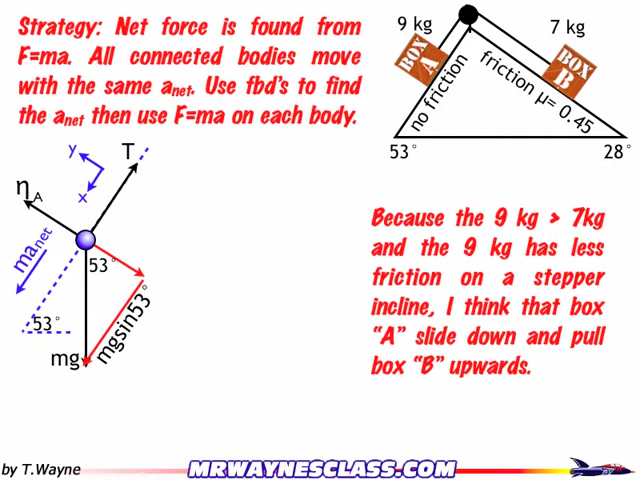 Strategy: Net force is found from
F=ma. All connected bodies move
with the same anet. Use fbd's to find
the anet then use F=ma on each body.
9 kg
7 kg
BOX
A
BOX
B
no friction
friction μ= 0.45
53°
28°
y
x
T
ηA
manet
53°
53°
mgsin53°
mg
Because the 9 kg > 7kg
and the 9 kg has less
friction on a stepper
incline, I think that box
"A" slide down and pull
box "B" upwards.
by T.Wayne
MRWAYNESCLASS.COM